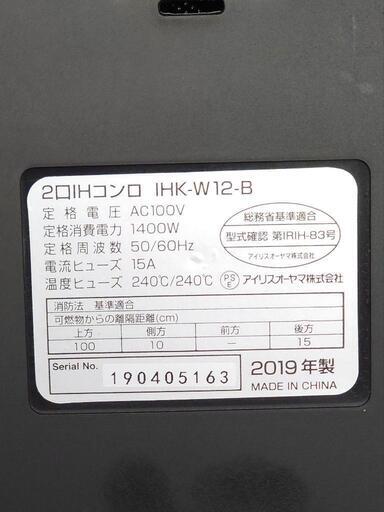 2口IHコンロ IHK-W12-B
定格電圧 AC100V
定格消費電力 1400W
定格周波数 50/60Hz
電流ヒューズ 15A
温度ヒューズ 240℃/240℃
総務省基準適合
型式確認 第IRIH-83号
アイリスオーヤマ株式会社
PSE アイリスオーヤマ株式会社
消防法 基準適合
可燃物からの離隔距離(cm)
上方 側方 前方 後方
100 10 － 15
Serial No. 190405163
2019年製
MADE IN CHINA